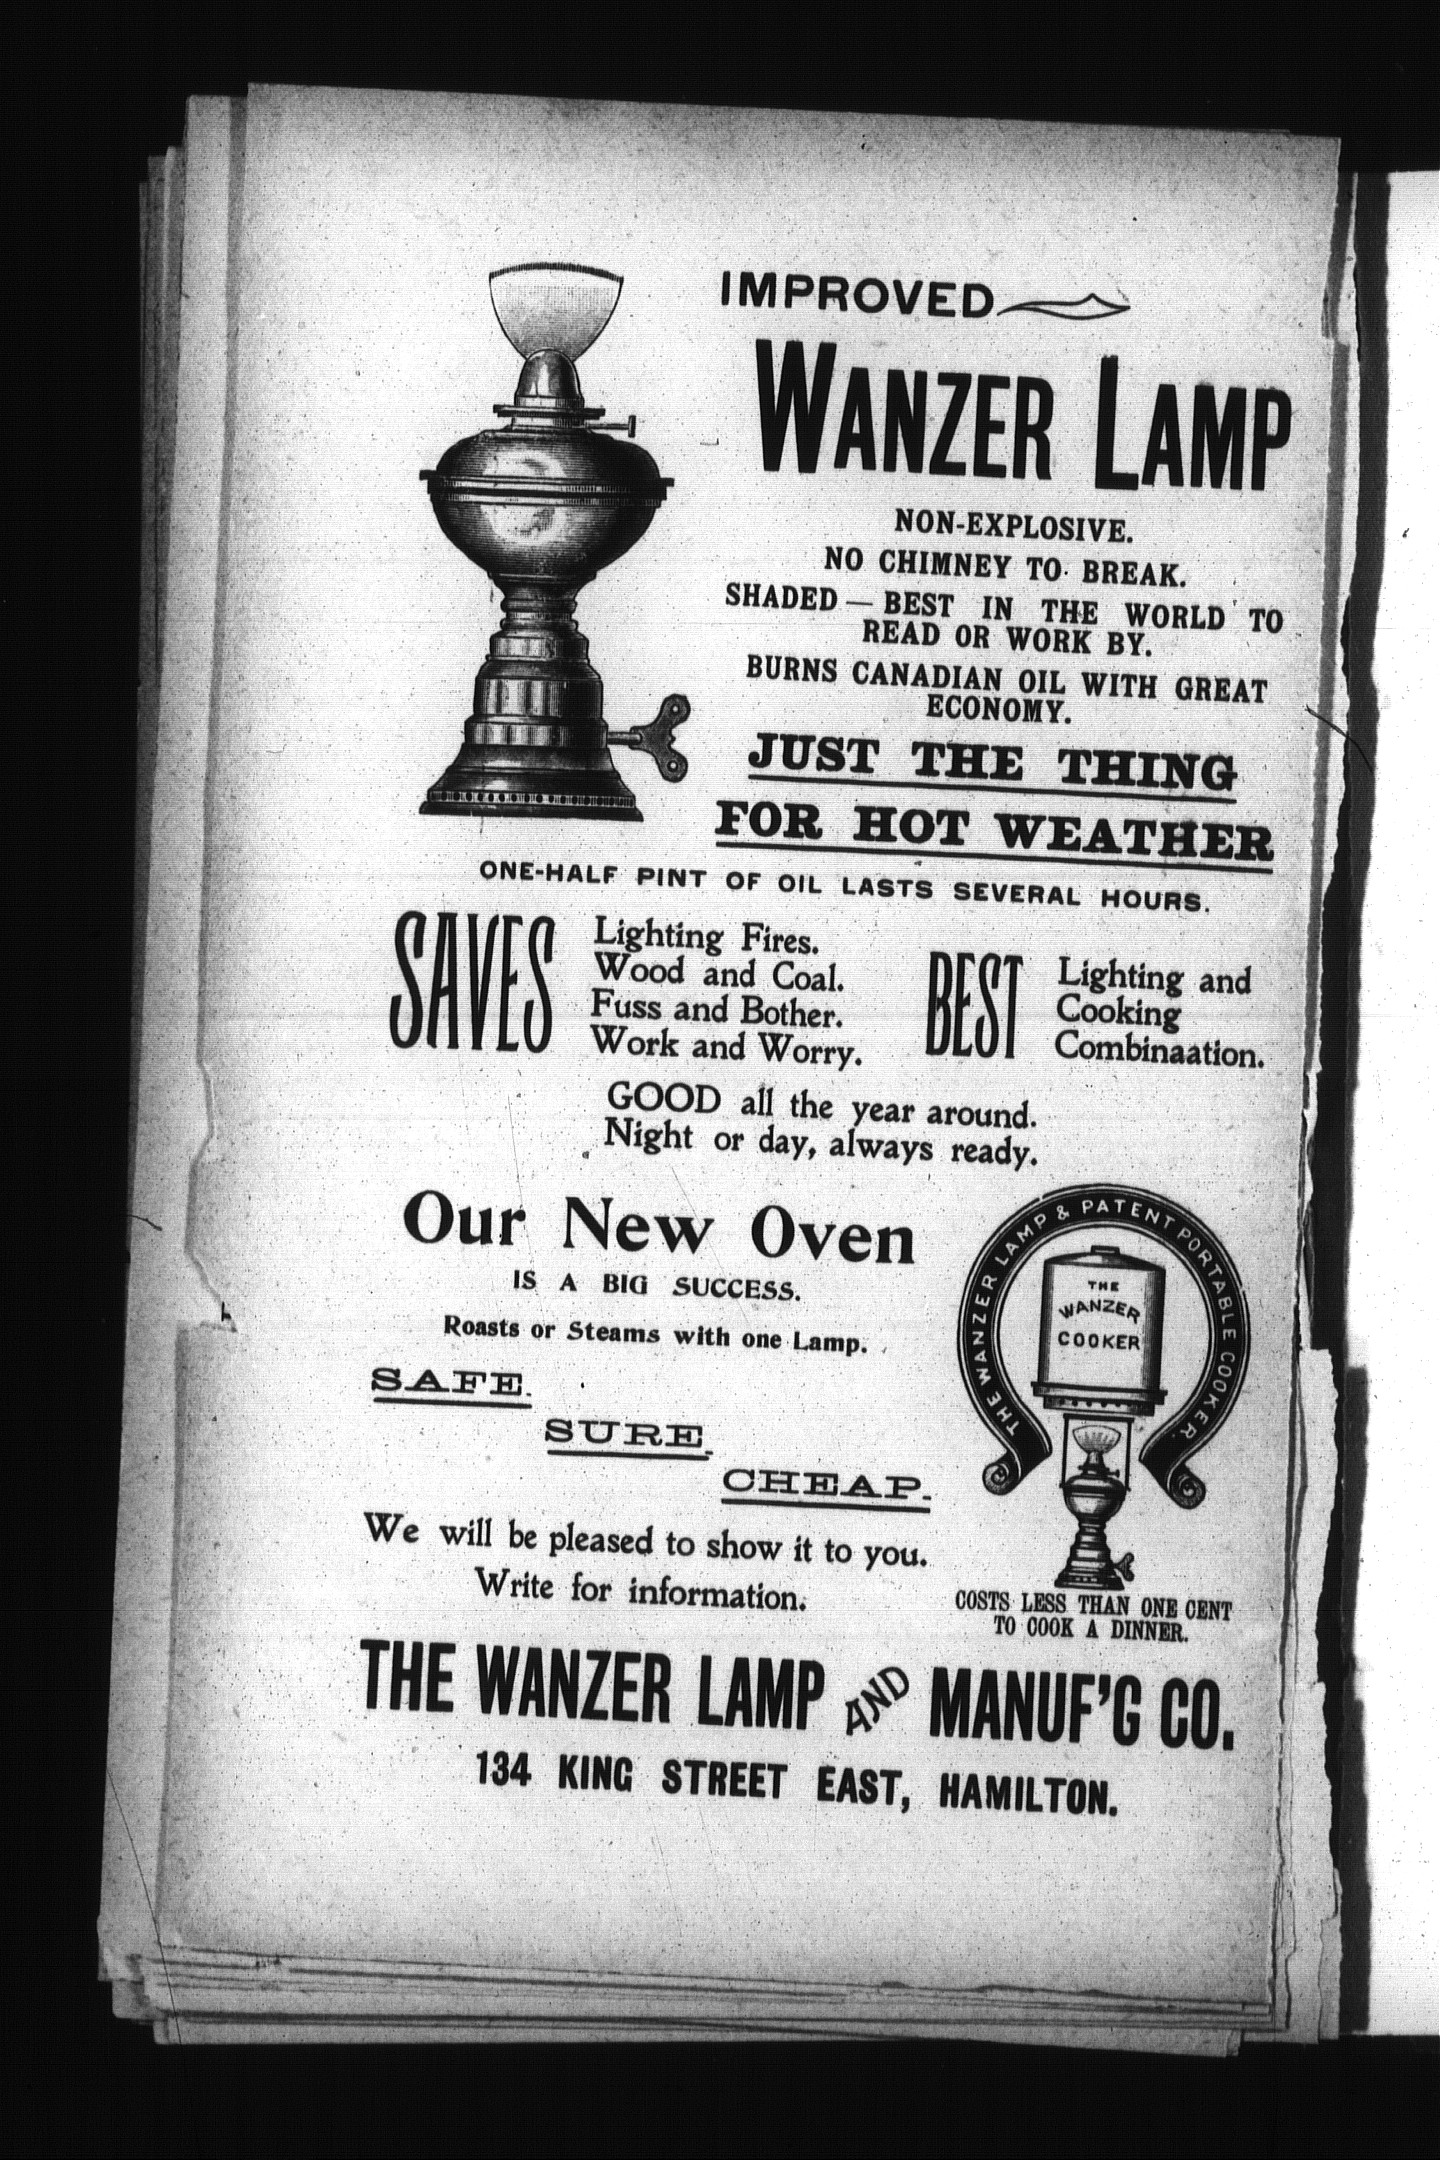 IMPROVED
WANZER LAMP
NON-EXPLOSIVE.
NO CHIMNEY TO BREAK.
SHADED — BEST IN THE WORLD TO
READ OR WORK BY.
BURNS CANADIAN OIL WITH GREAT
ECONOMY.
JUST THE THING
FOR HOT WEATHER
ONE-HALF PINT OF OIL LASTS SEVERAL HOURS.
SAVES
Lighting Fires.
Wood and Coal.
Fuss and Bother.
Work and Worry.
BEST
Lighting and
Cooking
Combinaation.
GOOD all the year around.
Night or day, always ready.
Our New Oven
IS A BIG SUCCESS.
Roasts or Steams with one Lamp.
SAFE.
SURE.
CHEAP.
We will be pleased to show it to you.
Write for information.
THE WANZER LAMP & PATENT PORTABLE COOKER
THE
WANZER
COOKER
COSTS LESS THAN ONE CENT
TO COOK A DINNER.
THE WANZER LAMP AND MANUF'G CO.
134 KING STREET EAST, HAMILTON.